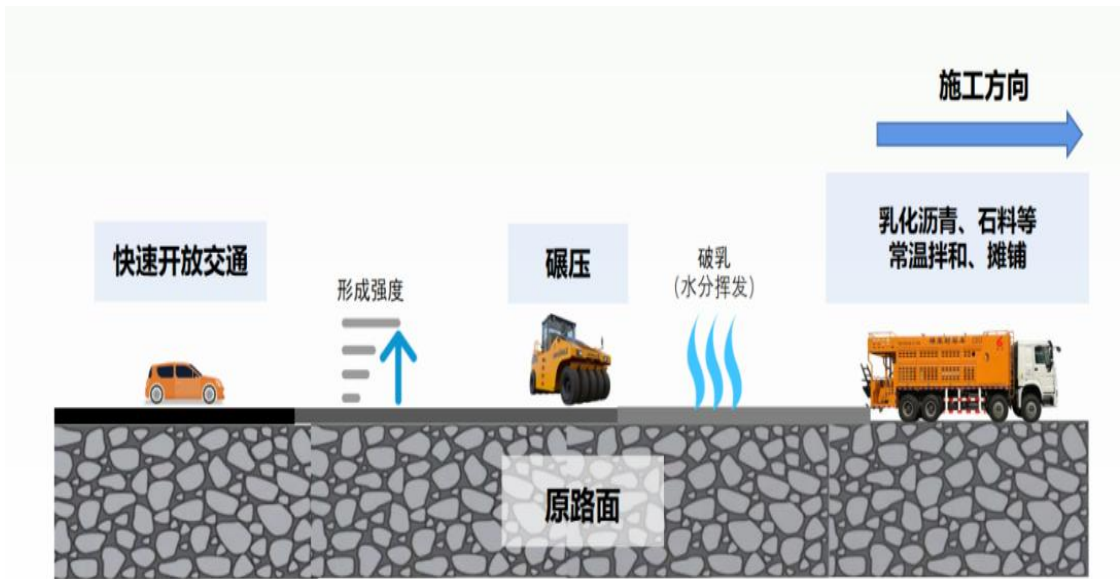 施工方向
乳化沥青、石料等
常温拌和、摊铺
快速开放交通
形成强度
碾压
破乳
(水分挥发)
原路面